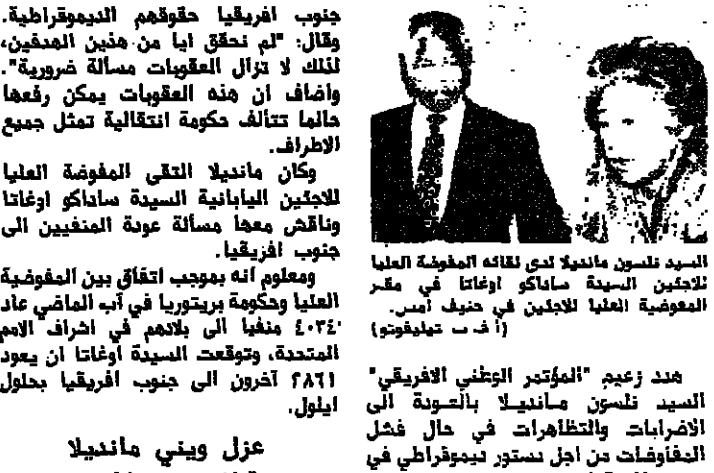 السيد نلسون مانديلا لدى لقائه المفوضة العليا
للاجئين السيدة ساداكو اوغاتا في مقر
المفوضية العليا للاجئين في جنيف امس.
(أ ف ب تيليفوتو)
هدد زعيم "المؤتمر الوطني الافريقي"
السيد نلسون مانديلا بالعودة الى
الاضرابات والتظاهرات في حال فشل
المفاوضات من اجل دستور ديموقراطي في
جنوب افريقيا حقوقهم الديموقراطية.
وقال: "لم نحقق ايا من هذين الهدفين،
لذلك لا تزال العقوبات مسألة ضرورية".
واضاف ان هذه العقوبات يمكن رفعها
حالما تتألف حكومة انتقالية تمثل جميع
الاطراف.
وكان مانديلا التقى المفوضة العليا
للاجئين اليابانية السيدة ساداكو اوغاتا
وناقش معها مسألة عودة المنفيين الى
جنوب افريقيا.
ومعلوم انه بموجب اتفاق بين المفوضية
العليا وحكومة بريتوريا في آب الماضي عاد
٤٠٣٤ منفيا الى بلادهم في اشراف الامم
المتحدة، وتوقعت السيدة اوغاتا ان يعود
٢٨٦١ آخرون الى جنوب افريقيا بحلول
ايلول.
عزل ويني مانديلا